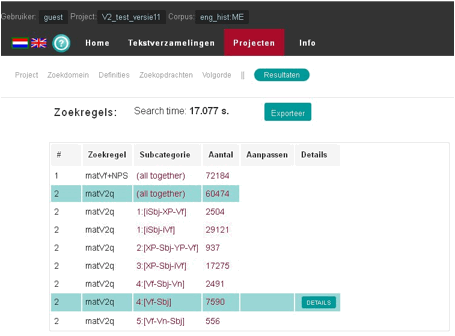 Gebruiker: guest Project: V2_test_versie11 Corpus: eng_hist:ME
? Home Tekstverzamelingen Projecten Info
Project Zoekdomein Definities Zoekopdrachten Volgorde || Resultaten
Zoekregels: Search time: 17.077 s. Exporteer
# Zoekregel Subcategorie Aantal Aanpassen Details
1 matVf+NPS (all together) 72184
2 matV2q (all together) 60474
2 matV2q 1:[iSbj-XP-Vf] 2504
2 matV2q 1:[iSbj-iVf] 29121
2 matV2q 2:[XP-Sbj-YP-Vf] 937
2 matV2q 3:[XP-Sbj-iVf] 17275
2 matV2q 4:[Vf-Sbj-Vn] 2491
2 matV2q 4:[Vf-Sbj] 7590 DETAILS
2 matV2q 5:[Vf-Vn-Sbj] 556